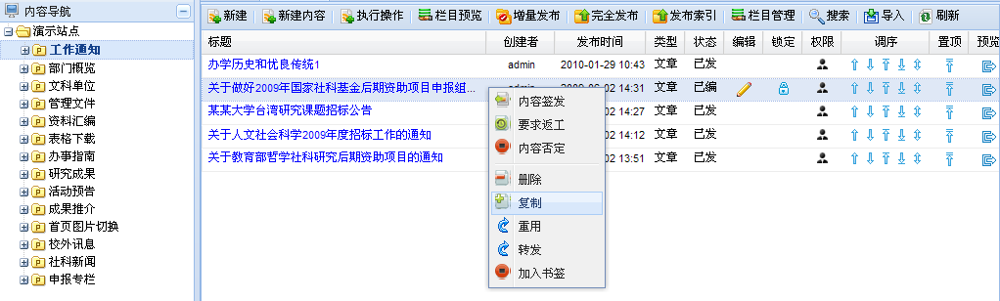 内容导航
演示站点
工作通知
部门概览
文科单位
管理文件
资料汇编
表格下载
办事指南
研究成果
活动预告
成果推介
首页图片切换
校外讯息
社科新闻
申报专栏
新建 新建内容 执行操作 栏目预览 增量发布 完全发布 发布索引 栏目管理 搜索 导入 刷新
标题 创建者 发布时间 类型 状态 编辑 锁定 权限 调序 置顶 预览
办学历史和优良传统1 admin 2010-01-29 10:43 文章 已发
关于做好2009年国家社科基金后期资助项目申报组... 14:31 文章 已编
某某大学台湾研究课题招标公告 02 14:27 文章 已发
关于人文社会科学2009年度招标工作的通知 02 14:12 文章 已发
关于教育部哲学社科研究后期资助项目的通知 02 13:51 文章 已发
内容签发
要求返工
内容否定
删除
复制
重用
转发
加入书签